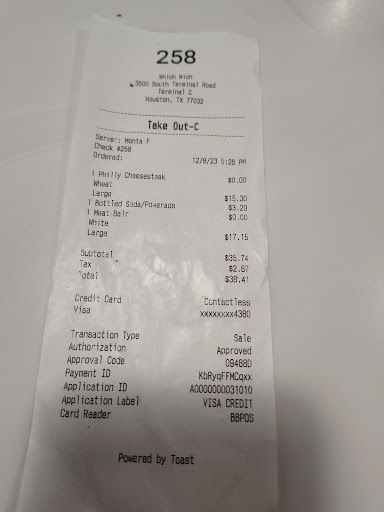 258
Which Wich
3500 South Terminal Road
Terminal C
Houston, TX 77032
Take Out-C
Server: Monta F
Check #258
Ordered: 12/8/23 5:26 PM
1 Philly Cheesesteak $0.00
Wheat
Large $15.30
1 Bottled Soda/Powerade $3.29
1 Meat Balr $0.00
White
Large $17.15
Subtotal $35.74
Tax $2.67
Total $38.41
Credit Card Contactless
Visa xxxxxxxx4380
Transaction Type Sale
Authorization Approved
Approval Code 09488D
Payment ID KbRyqFFMCqxx
Application ID A0000000031010
Application Label VISA CREDIT
Card Reader BBPOS
Powered by Toast